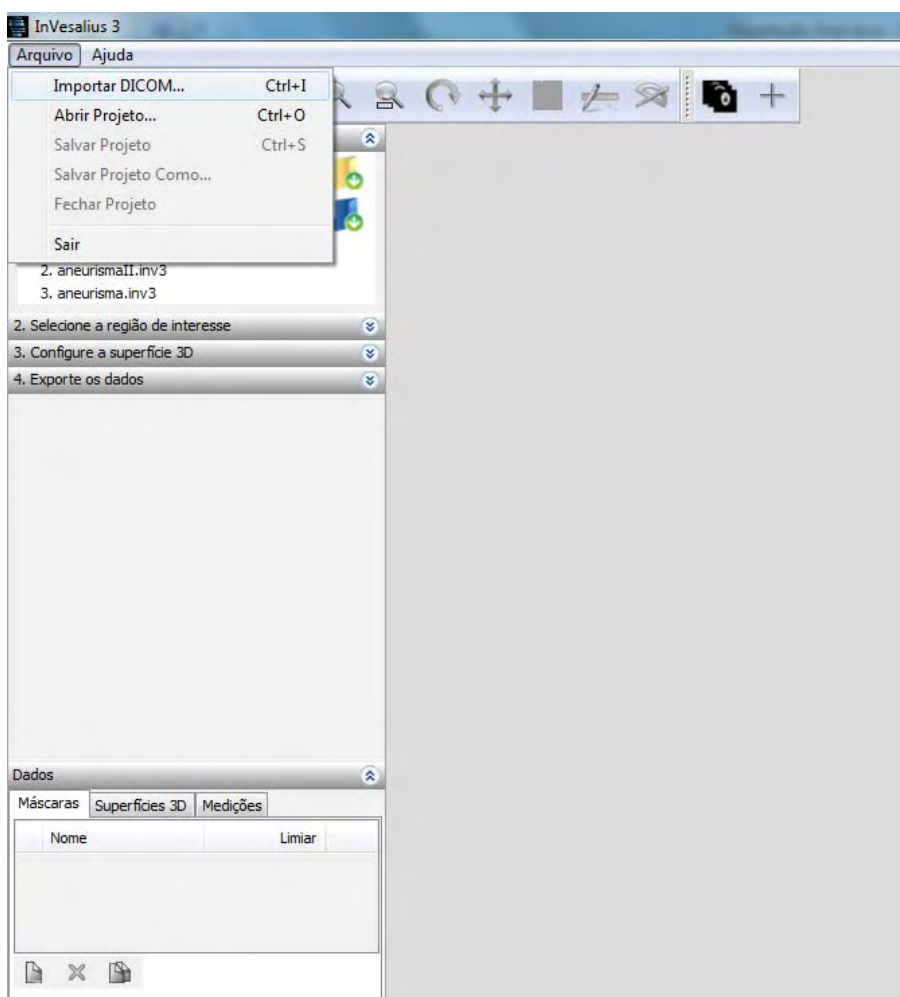 InVesalius 3
Arquivo Ajuda
Importar DICOM... Ctrl+I
Abrir Projeto... Ctrl+O
Salvar Projeto Ctrl+S
Salvar Projeto Como...
Fechar Projeto
Sair
2. aneurismaII.inv3
3. aneurisma.inv3
2. Selecione a região de interesse
3. Configure a superfície 3D
4. Exporte os dados
Dados
Máscaras Superfícies 3D Medições
Nome Limiar